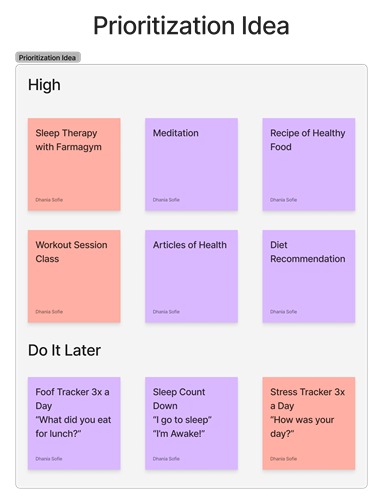 Prioritization Idea
Prioritization Idea
High
Sleep Therapy
with Farmagym
Dhania Sofie
Meditation
Dhania Sofie
Recipe of Healthy
Food
Dhania Sofie
Workout Session
Class
Dhania Sofie
Articles of Health
Dhania Sofie
Diet
Recommendation
Dhania Sofie
Do It Later
Foof Tracker 3x a
Day
“What did you eat
for lunch?”
Dhania Sofie
Sleep Count
Down
“I go to sleep”
“I’m Awake!”
Dhania Sofie
Stress Tracker 3x
a Day
“How was your
day?”
Dhania Sofie